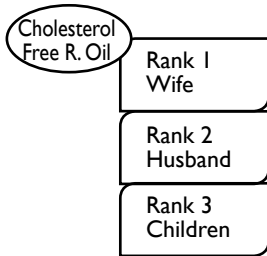 Cholesterol
Free R. Oil
Rank 1
Wife
Rank 2
Husband
Rank 3
Children